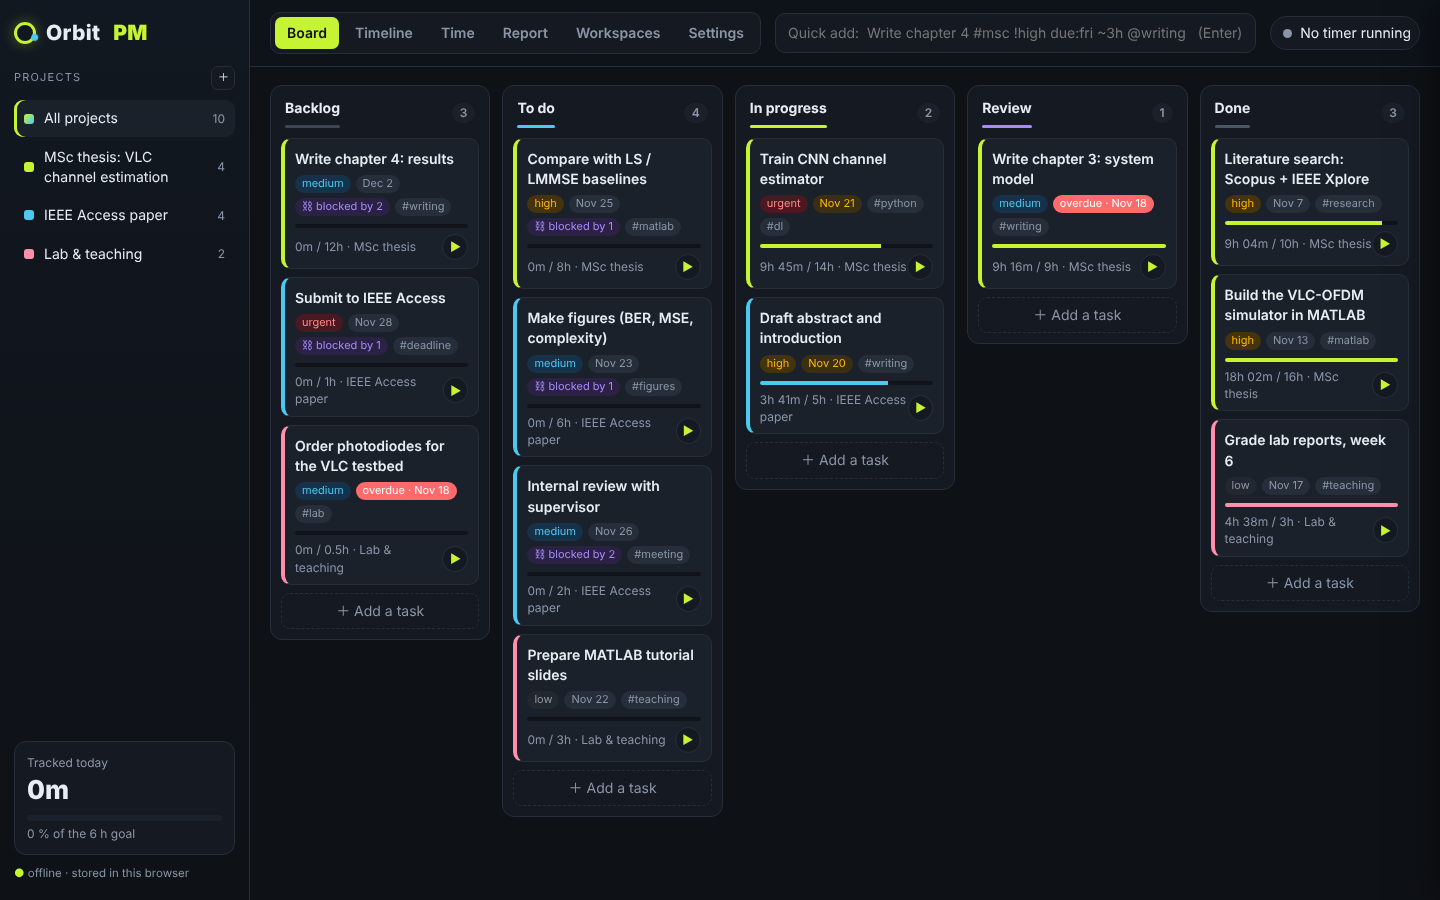 Orbit PM
PROJECTS
+
All projects 10
MSc thesis: VLC
channel estimation 4
IEEE Access paper 4
Lab & teaching 2
Tracked today
0m
0 % of the 6 h goal
offline · stored in this browser
Board Timeline Time Report Workspaces Settings
Quick add: Write chapter 4 #msc !high due:fri ~3h @writing (Enter)
No timer running
Backlog 3
Write chapter 4: results
medium Dec 2
⛓ blocked by 2 #writing
0m / 12h · MSc thesis
Submit to IEEE Access
urgent Nov 28
⛓ blocked by 1 #deadline
0m / 1h · IEEE Access
paper
Order photodiodes for
the VLC testbed
medium overdue · Nov 18
#lab
0m / 0.5h · Lab &
teaching
+ Add a task
To do 4
Compare with LS /
LMMSE baselines
high Nov 25
⛓ blocked by 1 #matlab
0m / 8h · MSc thesis
Make figures (BER, MSE,
complexity)
medium Nov 23
⛓ blocked by 1 #figures
0m / 6h · IEEE Access
paper
Internal review with
supervisor
medium Nov 26
⛓ blocked by 2 #meeting
0m / 2h · IEEE Access
paper
Prepare MATLAB tutorial
slides
low Nov 22 #teaching
0m / 3h · Lab & teaching
+ Add a task
In progress 2
Train CNN channel
estimator
urgent Nov 21 #python
#dl
9h 45m / 14h · MSc thesis
Draft abstract and
introduction
high Nov 20 #writing
3h 41m / 5h · IEEE Access
paper
+ Add a task
Review 1
Write chapter 3: system
model
medium overdue · Nov 18
#writing
9h 16m / 9h · MSc thesis
+ Add a task
Done 3
Literature search:
Scopus + IEEE Xplore
high Nov 7 #research
9h 04m / 10h · MSc thesis
Build the VLC-OFDM
simulator in MATLAB
high Nov 13 #matlab
18h 02m / 16h · MSc
thesis
Grade lab reports, week
6
low Nov 17 #teaching
4h 38m / 3h · Lab &
teaching
+ Add a task